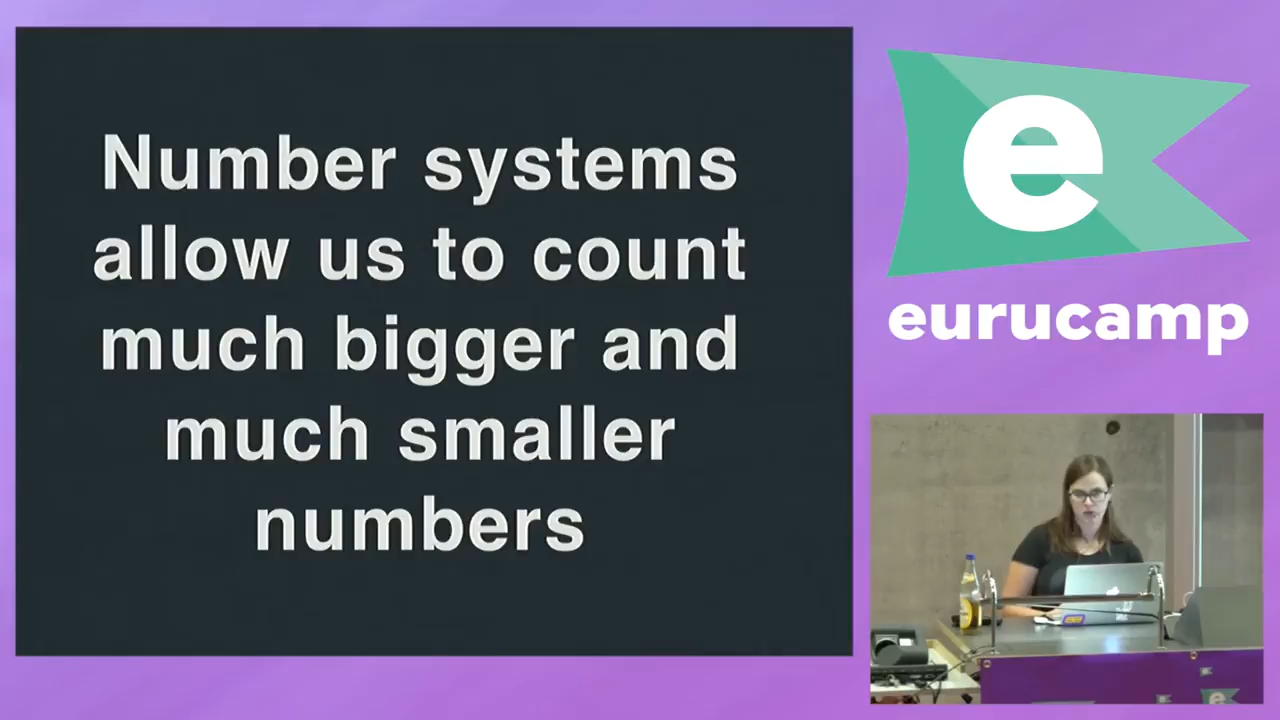 Number systems
allow us to count
much bigger and
much smaller
numbers
e
eurucamp
e